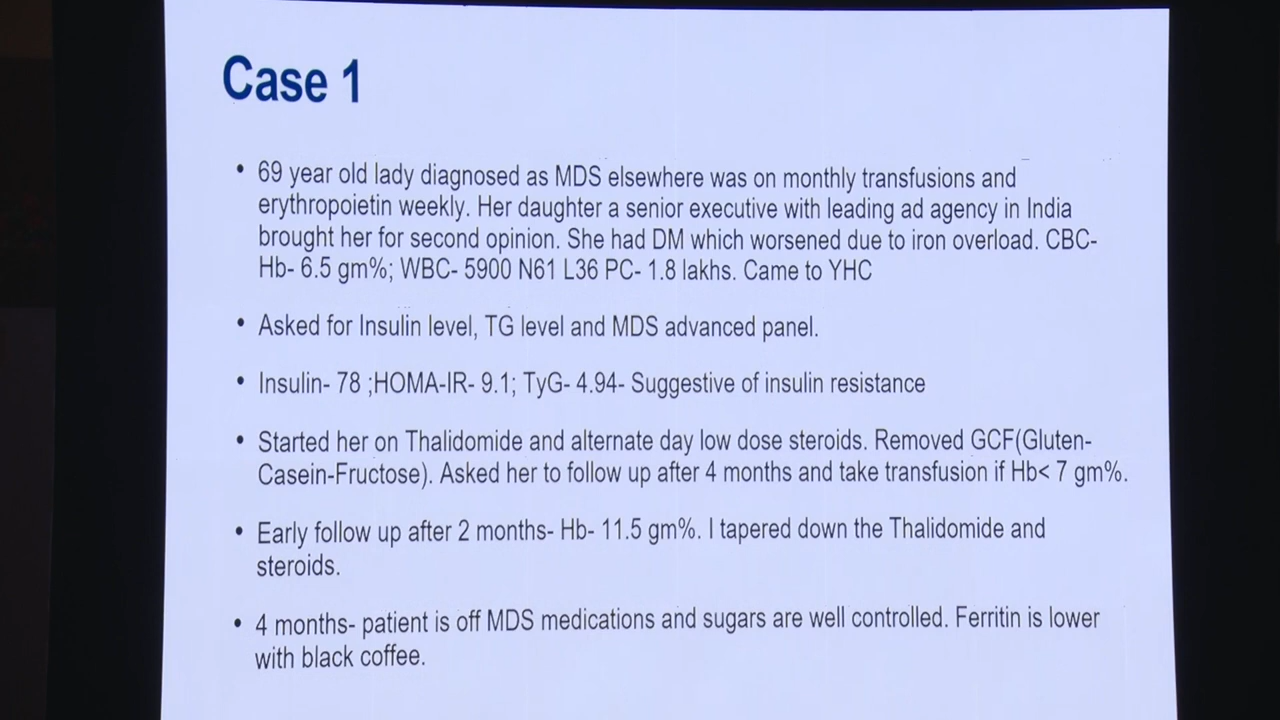 Case 1
• 69 year old lady diagnosed as MDS elsewhere was on monthly transfusions and
erythropoietin weekly. Her daughter a senior executive with leading ad agency in India
brought her for second opinion. She had DM which worsened due to iron overload. CBC-
Hb- 6.5 gm%; WBC- 5900 N61 L36 PC- 1.8 lakhs. Came to YHC
• Asked for Insulin level, TG level and MDS advanced panel.
• Insulin- 78 ;HOMA-IR- 9.1; TyG- 4.94- Suggestive of insulin resistance
• Started her on Thalidomide and alternate day low dose steroids. Removed GCF(Gluten-
Casein-Fructose). Asked her to follow up after 4 months and take transfusion if Hb< 7 gm%.
• Early follow up after 2 months- Hb- 11.5 gm%. I tapered down the Thalidomide and
steroids.
• 4 months- patient is off MDS medications and sugars are well controlled. Ferritin is lower
with black coffee.